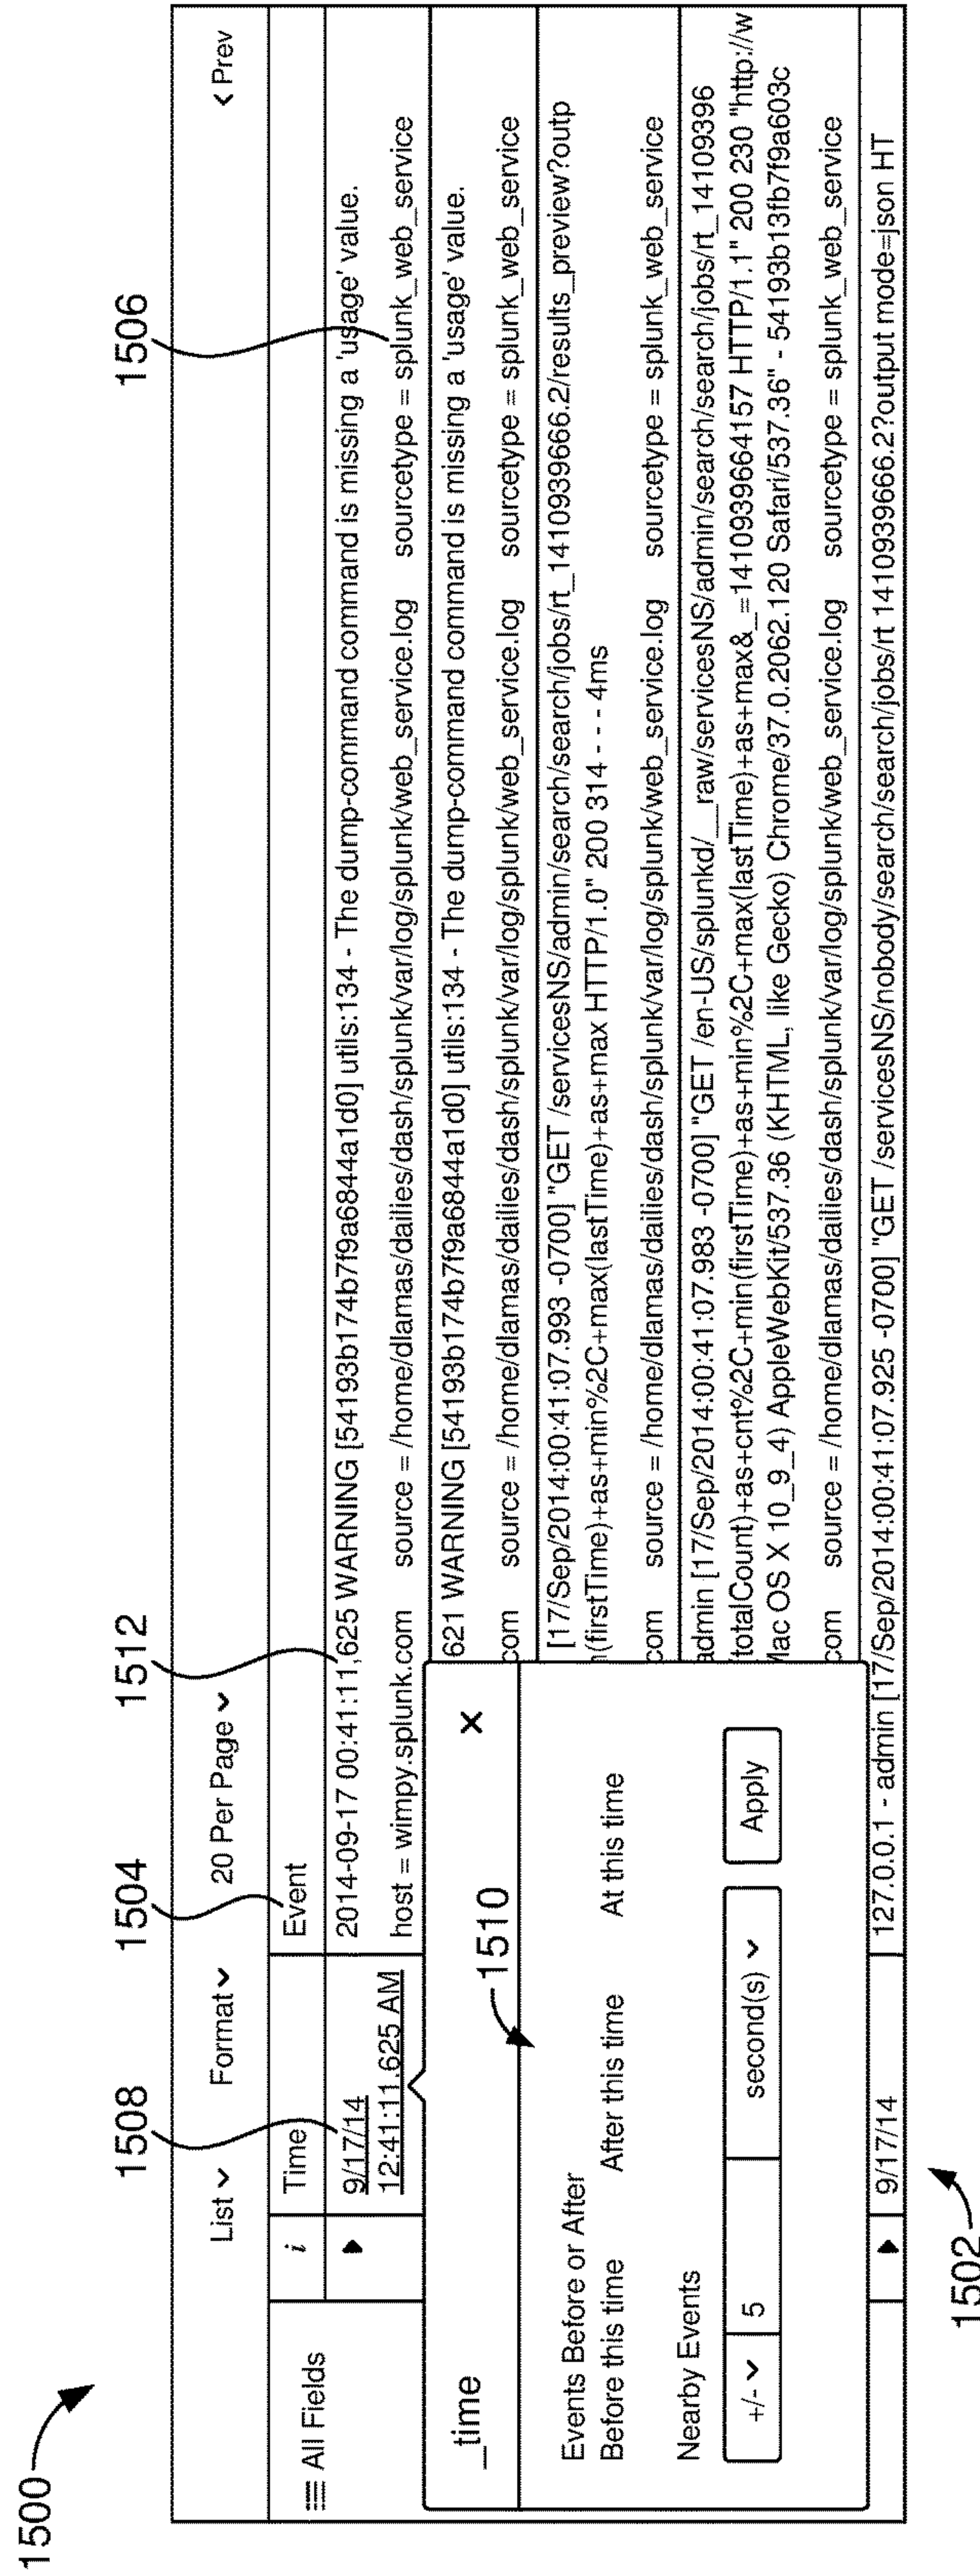 1500
1508
1504
1512
1506
List
Format
20 Per Page
< Prev
All Fields
i
Time
Event
9/17/14
12:41:11.625 AM
2014-09-17 00:41:11,625 WARNING [54193b174b7f9a6844a1d0] utils:134 - The dump-command command is missing a 'usage' value.
host = wimpy.splunk.com source = /home/dlamas/dailies/dash/splunk/var/log/splunk/web_service.log sourcetype = splunk_web_service
621 WARNING [54193b174b7f9a6844a1d0] utils:134 - The dump-command command is missing a 'usage' value.
com source = /home/dlamas/dailies/dash/splunk/var/log/splunk/web_service.log sourcetype = splunk_web_service
[17/Sep/2014:00:41:07.993 -0700] "GET /servicesNS/admin/search/search/jobs/rt_1410939666.2/results_preview?outp
(firstTime)+as+min%2C+max(lastTime)+as+max HTTP/1.0" 200 314 - - - 4ms
com source = /home/dlamas/dailies/dash/splunk/var/log/splunk/web_service.log sourcetype = splunk_web_service
admin [17/Sep/2014:00:41:07.983 -0700] "GET /en-US/splunkd/__raw/servicesNS/admin/search/search/jobs/rt_14109396
totalCount)+as+cnt%2C+min(firstTime)+as+min%2C+max(lastTime)+as+max&_=1410939664157 HTTP/1.1" 200 230 "http://w
Mac OS X 10_9_4) AppleWebKit/537.36 (KHTML, like Gecko) Chrome/37.0.2062.120 Safari/537.36" - 54193b13fb7f9a603c
com source = /home/dlamas/dailies/dash/splunk/var/log/splunk/web_service.log sourcetype = splunk_web_service
_time
×
1510
Events Before or After
Before this time After this time At this time
Nearby Events
+/- 5 second(s) Apply
9/17/14
127.0.0.1 - admin [17/Sep/2014:00:41:07.925 -0700] "GET /servicesNS/nobody/search/search/jobs/rt 1410939666.2?output mode=json HT
1502